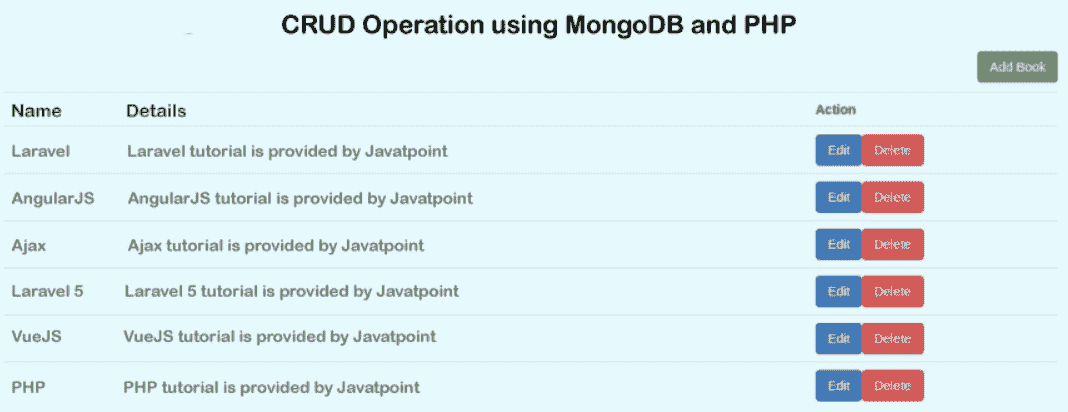 CRUD Operation using MongoDB and PHP
Add Book
Name Details Action
Laravel Laravel tutorial is provided by Javatpoint Edit Delete
AngularJS AngularJS tutorial is provided by Javatpoint Edit Delete
Ajax Ajax tutorial is provided by Javatpoint Edit Delete
Laravel 5 Laravel 5 tutorial is provided by Javatpoint Edit Delete
VueJS VueJS tutorial is provided by Javatpoint Edit Delete
PHP PHP tutorial is provided by Javatpoint Edit Delete